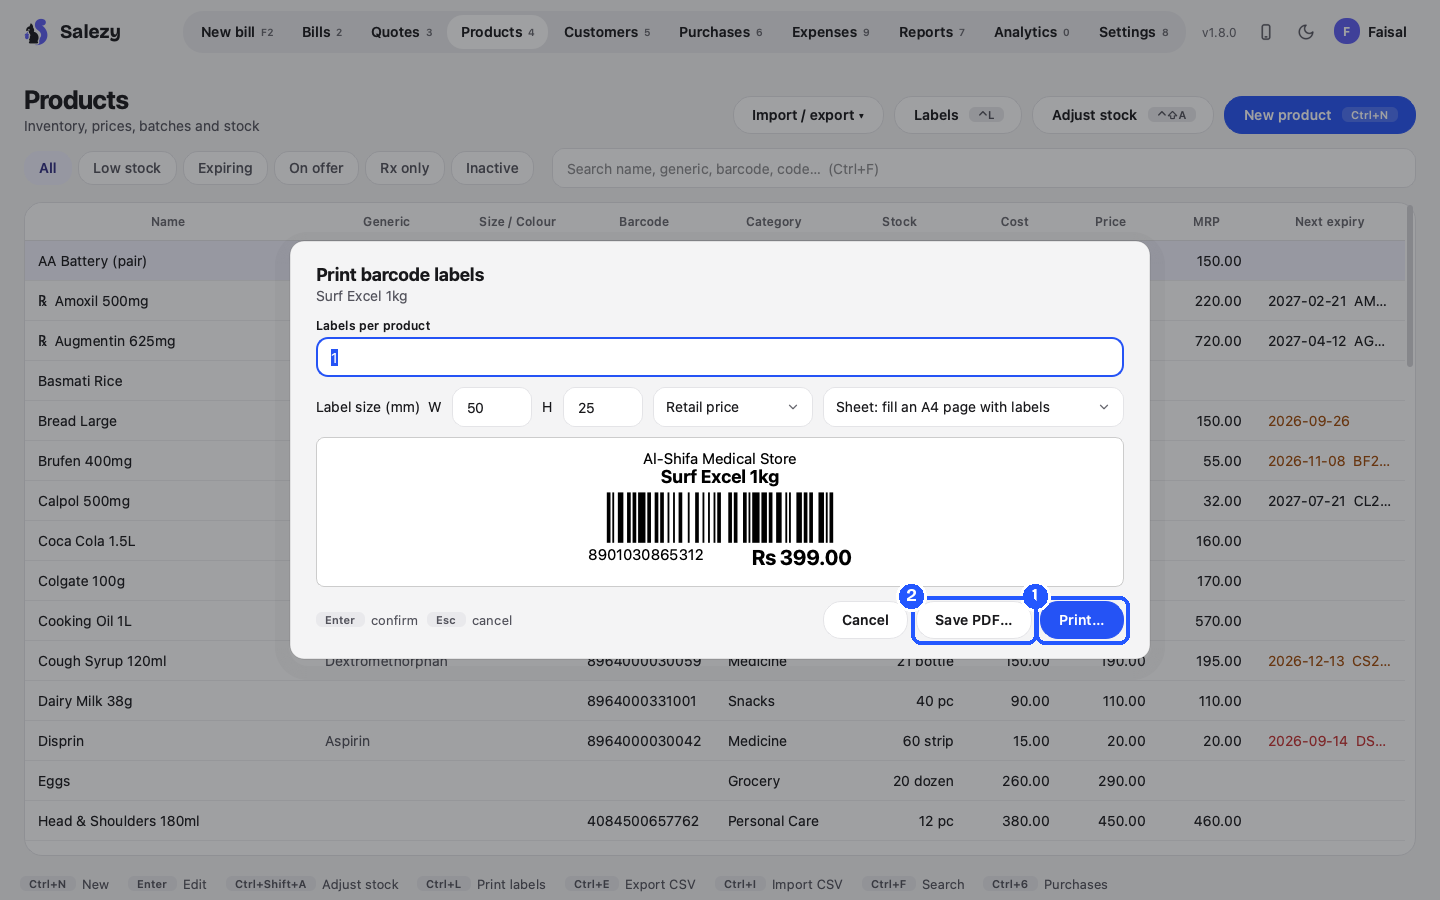 Salezy
New bill F2 Bills 2 Quotes 3 Products 4 Customers 5 Purchases 6 Expenses 9 Reports 7 Analytics 0 Settings 8 v1.8.0 F Faisal
Products
Inventory, prices, batches and stock
Import / export ▾ Labels ^L Adjust stock ^⇧A New product Ctrl+N
All Low stock Expiring On offer Rx only Inactive Search name, generic, barcode, code... (Ctrl+F)
Name Generic Size / Colour Barcode Category Stock Cost Price MRP Next expiry
AA Battery (pair) 150.00
℞ Amoxil 500mg 220.00 2027-02-21 AM...
℞ Augmentin 625mg 720.00 2027-04-12 AG...
Basmati Rice
Bread Large 150.00 2026-09-26
Brufen 400mg 55.00 2026-11-08 BF2...
Calpol 500mg 32.00 2027-07-21 CL2...
Coca Cola 1.5L 160.00
Colgate 100g 170.00
Cooking Oil 1L 570.00
Print barcode labels
Surf Excel 1kg
Labels per product
1
Label size (mm) W 50 H 25 Retail price Sheet: fill an A4 page with labels
Al-Shifa Medical Store
Surf Excel 1kg
8901030865312 Rs 399.00
2 1
Enter confirm Esc cancel Cancel Save PDF... Print...
Cough Syrup 120ml Dextromethorphan 8964000030059 Medicine 21 bottle 150.00 190.00 195.00 2026-12-13 CS2...
Dairy Milk 38g 8964000331001 Snacks 40 pc 90.00 110.00 110.00
Disprin Aspirin 8964000030042 Medicine 60 strip 15.00 20.00 20.00 2026-09-14 DS...
Eggs Grocery 20 dozen 260.00 290.00
Head & Shoulders 180ml 4084500657762 Personal Care 12 pc 380.00 450.00 460.00
Ctrl+N New Enter Edit Ctrl+Shift+A Adjust stock Ctrl+L Print labels Ctrl+E Export CSV Ctrl+I Import CSV Ctrl+F Search Ctrl+6 Purchases